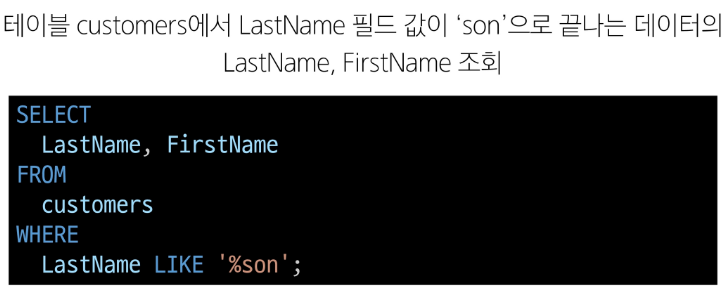 테이블 customers에서 LastName 필드 값이 ‘son’으로 끝나는 데이터의
LastName, FirstName 조회
SELECT
  LastName, FirstName
FROM
  customers
WHERE
  LastName LIKE '%son';